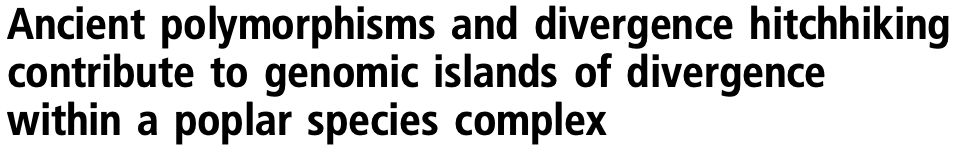 Ancient polymorphisms and divergence hitchhiking
contribute to genomic islands of divergence
within a poplar species complex